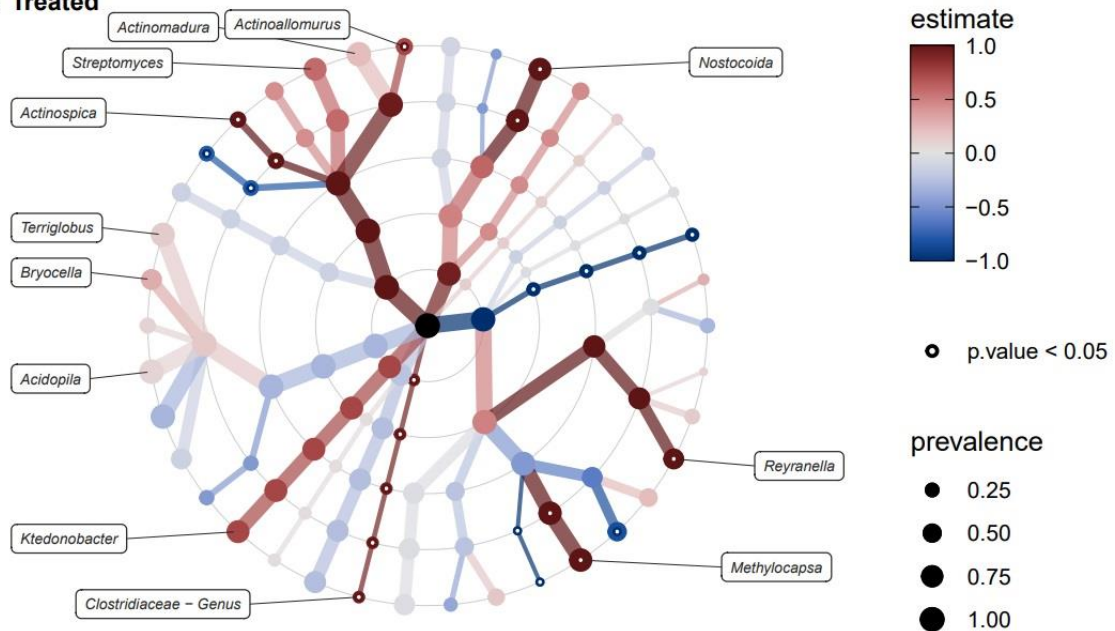 Treated
Actinomadura
Actinoallomurus
Streptomyces
Nostocoida
Actinospica
Terriglobus
Bryocella
Acidopila
Reyranella
Ktedonobacter
Methylocapsa
Clostridiaceae − Genus
estimate
1.0
0.5
0.0
−0.5
−1.0
p.value < 0.05
prevalence
0.25
0.50
0.75
1.00